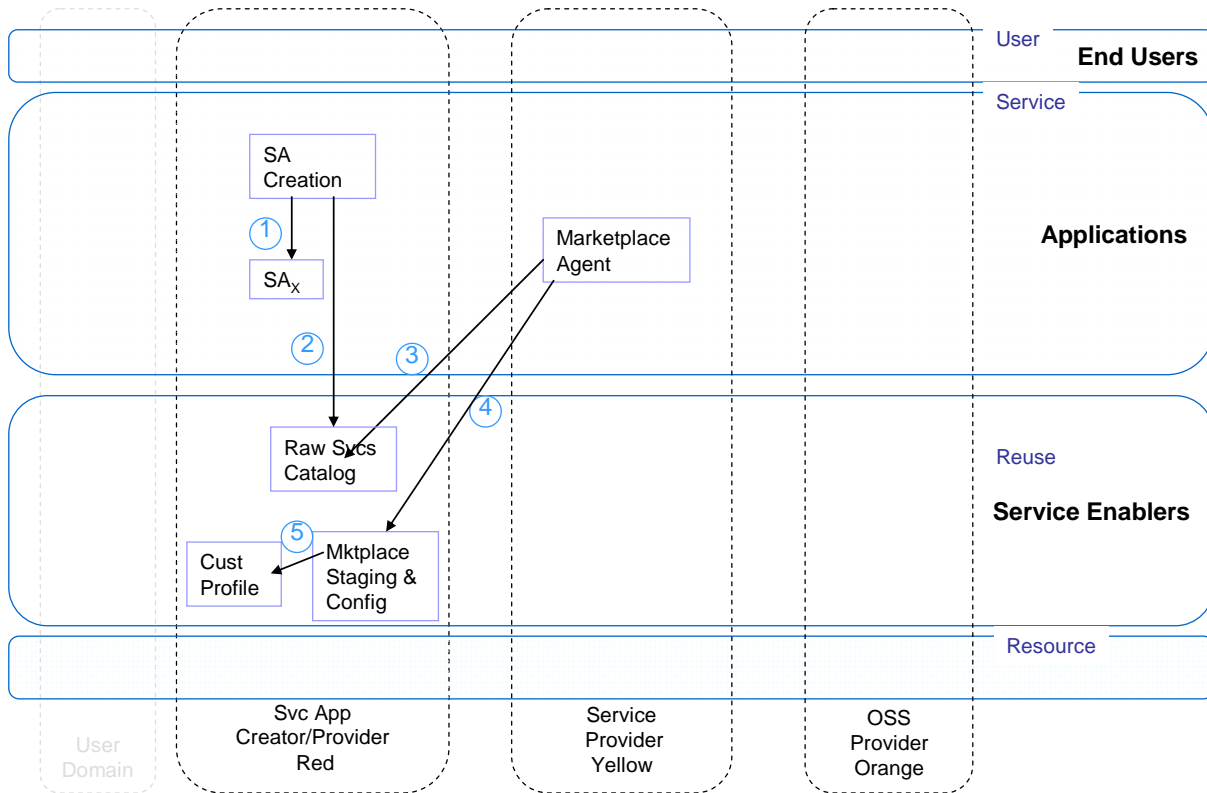 User
End Users
Service
SA
Creation
1
Marketplace
Agent
Applications
SAX
2
3
4
Raw Svcs
Catalog
Reuse
Service Enablers
5
Cust
Profile
Mktplace
Staging &
Config
Resource
User
Domain
Svc App
Creator/Provider
Red
Service
Provider
Yellow
OSS
Provider
Orange